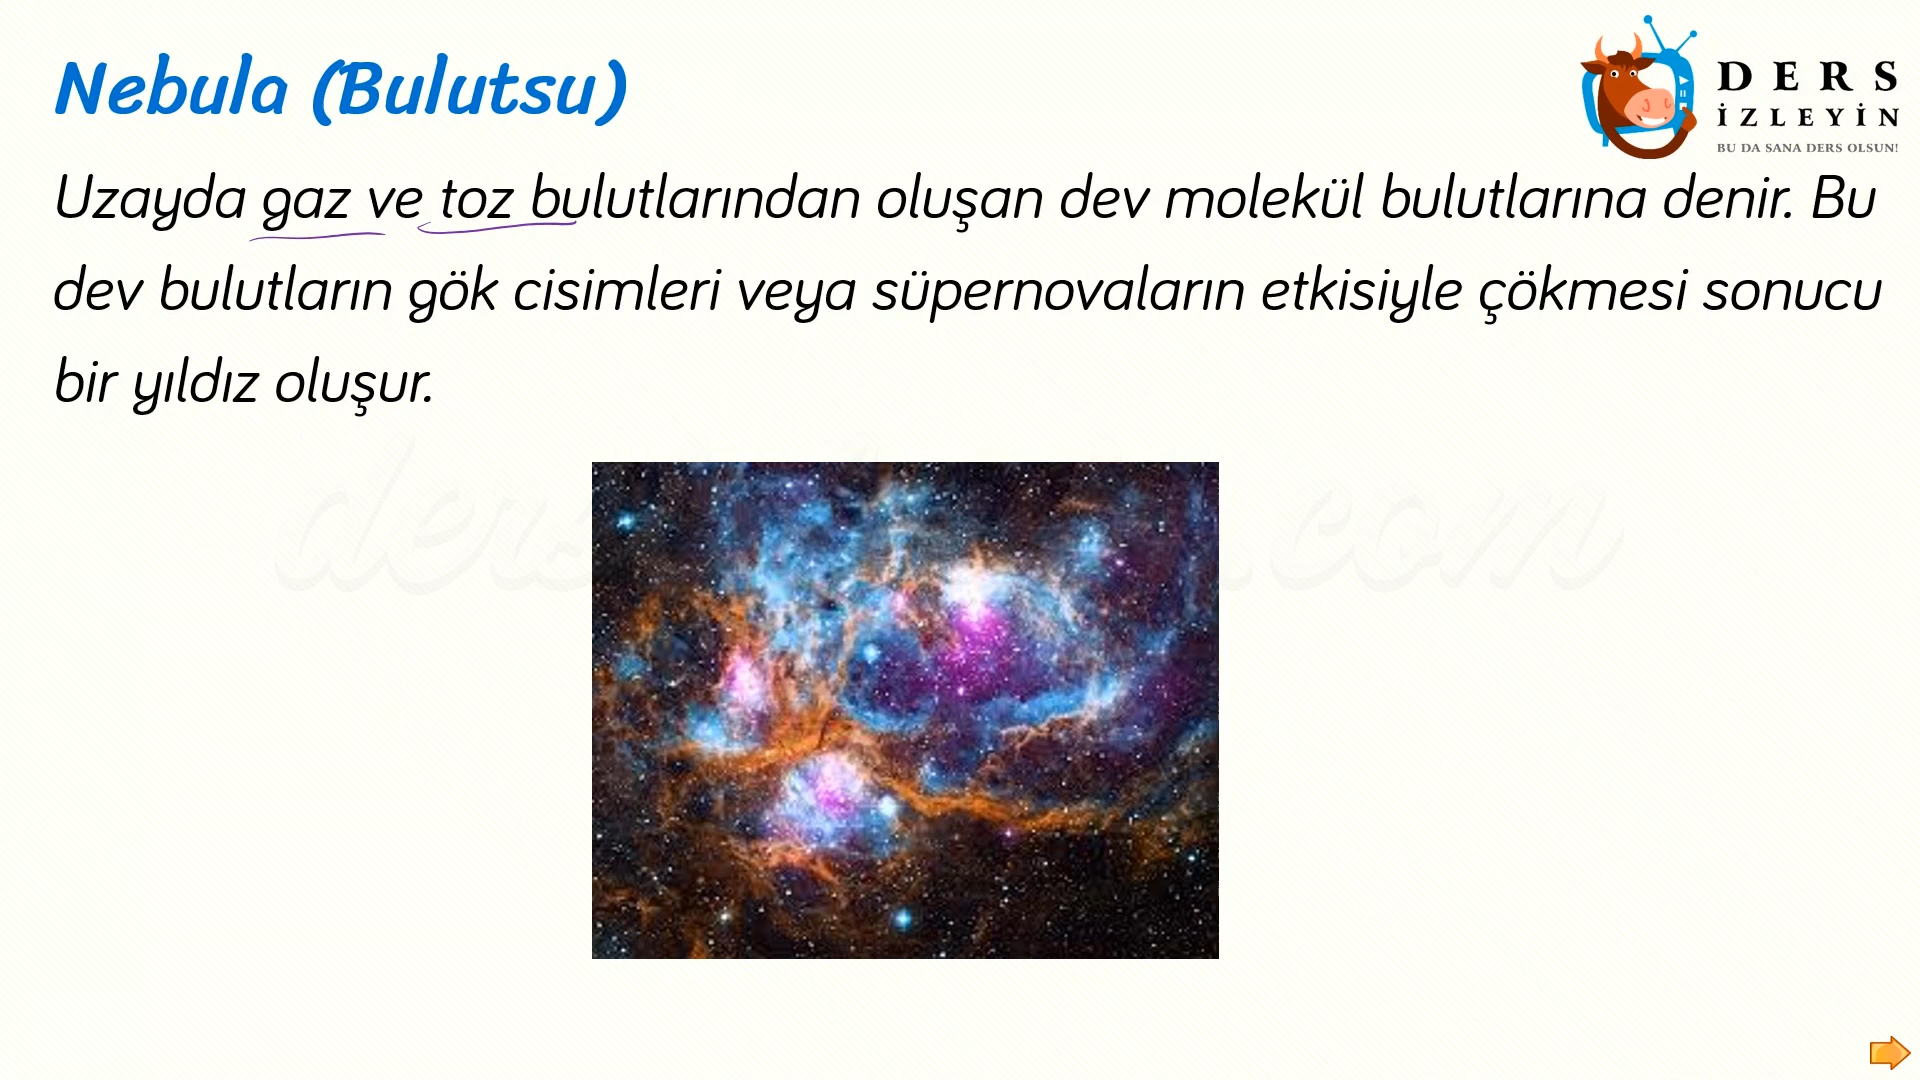 Nebula (Bulutsu)
DERS
İZLEYİN
BU DA SANA DERS OLSUN!
Uzayda gaz ve toz bulutlarından oluşan dev molekül bulutlarına denir. Bu
dev bulutların gök cisimleri veya süpernovaların etkisiyle çökmesi sonucu
bir yıldız oluşur.